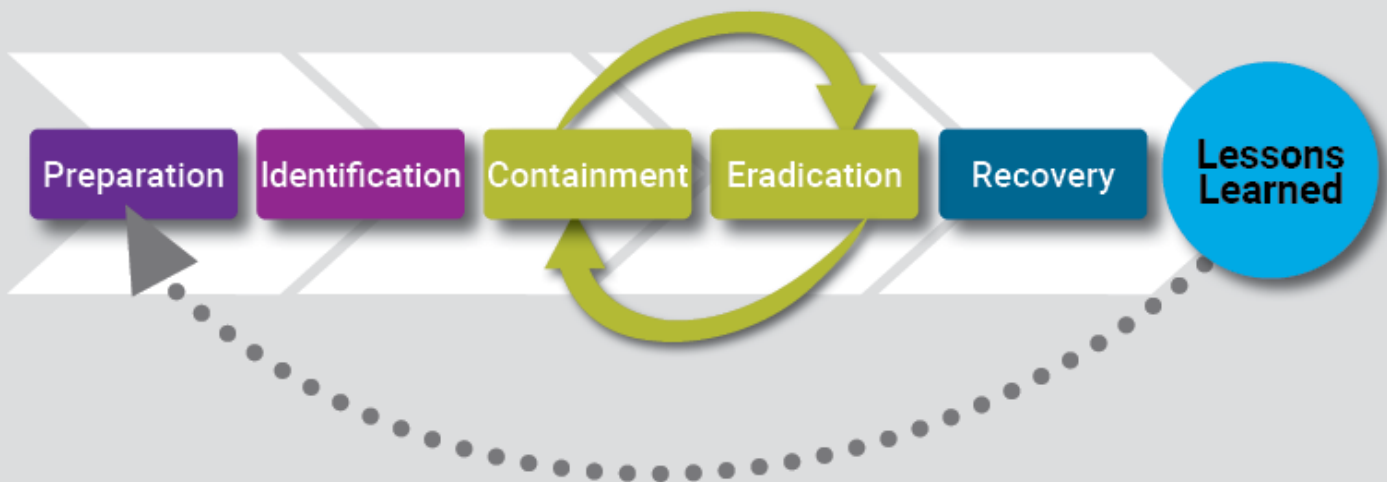 Preparation
Identification
Containment
Eradication
Recovery
Lessons
Learned